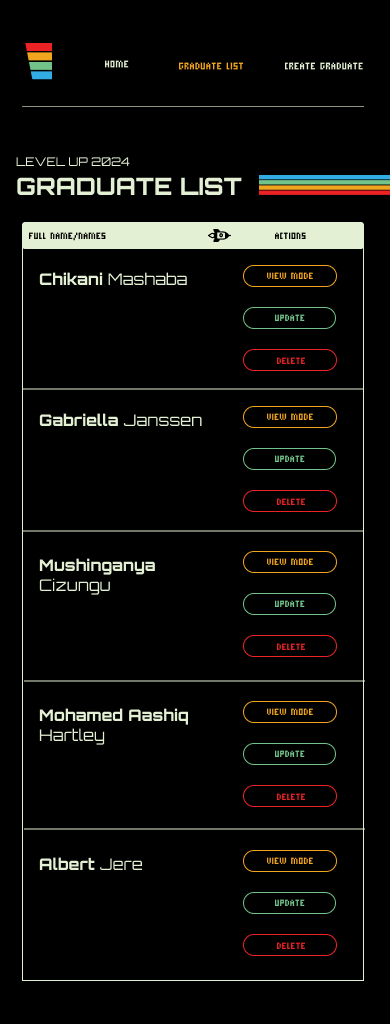 HOME
GRADUATE LIST
CREATE GRADUATE
LEVEL UP 2024
GRADUATE LIST
FULL NAME/NAMES
ACTIONS
Chikani Mashaba
VIEW MODE
UPDATE
DELETE
Gabriella Janssen
VIEW MODE
UPDATE
DELETE
Mushinganya
Cizungu
VIEW MODE
UPDATE
DELETE
Mohamed Aashiq
Hartley
VIEW MODE
UPDATE
DELETE
Albert Jere
VIEW MODE
UPDATE
DELETE